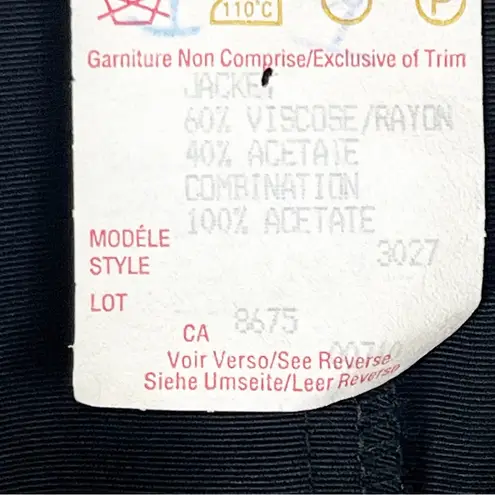 110°C
P
Garniture Non Comprise/Exclusive of Trim
JACKET
60% VISCOSE/RAYON
40% ACETATE
COMBINATION
100% ACETATE
MODÉLE
STYLE 3027
LOT
CA 8675
Voir Verso/See Reverse
Siehe Umseite/Leer Reverse